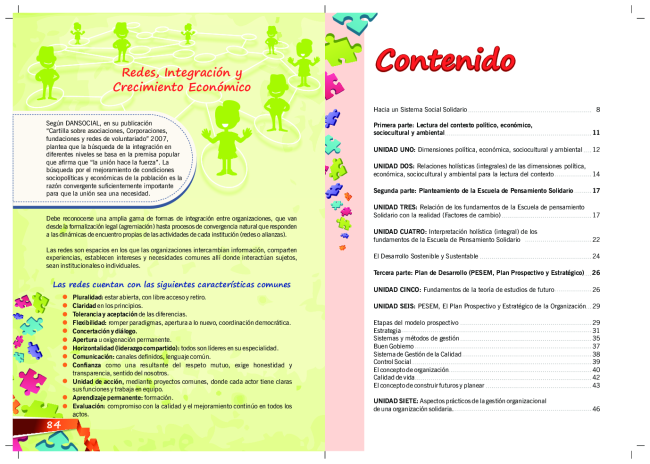 Redes, Integración y
Crecimiento Económico
Según DANSOCIAL, en su publicación
“Cartilla sobre asociaciones, Corporaciones,
fundaciones y redes de voluntariado” 2007,
plantea que la búsqueda de la integración en
diferentes niveles se basa en la premisa popular
que afirma que “la unión hace la fuerza”. La
búsqueda por el mejoramiento de condiciones
sociopolíticas y económicas de la población es la
razón convergente suficientemente importante
para que la unión sea una necesidad.
Debe reconocerse una amplia gama de formas de integración entre organizaciones, que van
desde la formalización legal (agremiación) hasta procesos de convergencia natural que responden
a las dinámicas de encuentro propias de las actividades de cada institución (redes o alianzas).
Las redes son espacios en los que las organizaciones intercambian información, comparten
experiencias, establecen intereses y necesidades comunes allí donde interactúan sujetos,
sean institucionales o individuales.
Las redes cuentan con las siguientes características comunes
Pluralidad: estar abierta, con libre acceso y retiro.
Claridad en los principios.
Tolerancia y aceptación de las diferencias.
Flexibilidad: romper paradigmas, apertura a lo nuevo, coordinación democrática.
Concertación y diálogo.
Apertura u oxigenación permanente.
Horizontalidad (liderazgo compartido): todos son líderes en su especialidad.
Comunicación: canales definidos, lenguaje común.
Confianza como una resultante del respeto mutuo, exige honestidad y
transparencia, sentido del nosotros.
Unidad de acción, mediante proyectos comunes, donde cada actor tiene claras
sus funciones y trabaja en equipo.
Aprendizaje permanente: formación.
Evaluación: compromiso con la calidad y el mejoramiento continúo en todos los
actos.
84
Contenido
Hacia un Sistema Social Solidario 8
Primera parte: Lectura del contexto político, económico,
sociocultural y ambiental 11
UNIDAD UNO: Dimensiones política, económica, sociocultural y ambiental 12
UNIDAD DOS: Relaciones holísticas (integrales) de las dimensiones política,
económica, sociocultural y ambiental para la lectura del contexto 14
Segunda parte: Planteamiento de la Escuela de Pensamiento Solidario 17
UNIDAD TRES: Relación de los fundamentos de la Escuela de pensamiento
Solidario con la realidad (Factores de cambio) 17
UNIDAD CUATRO: Interpretación holística (integral) de los
fundamentos de la Escuela de Pensamiento Solidario 22
El Desarrollo Sostenible y Sustentable 24
Tercera parte: Plan de Desarrollo (PESEM, Plan Prospectivo y Estratégico) 26
UNIDAD CINCO: Fundamentos de la teoría de estudios de futuro 26
UNIDAD SEIS: PESEM, El Plan Prospectivo y Estratégico de la Organización 29
Etapas del modelo prospectivo 29
Estrategia 31
Sistemas y métodos de gestión 35
Buen Gobierno 37
Sistema de Gestión de la Calidad 38
Control Social 39
El concepto de organización 40
Calidad de vida 42
El concepto de construir futuros y planear 43
UNIDAD SIETE: Aspectos prácticos de la gestión organizacional
de una organización solidaria. 46